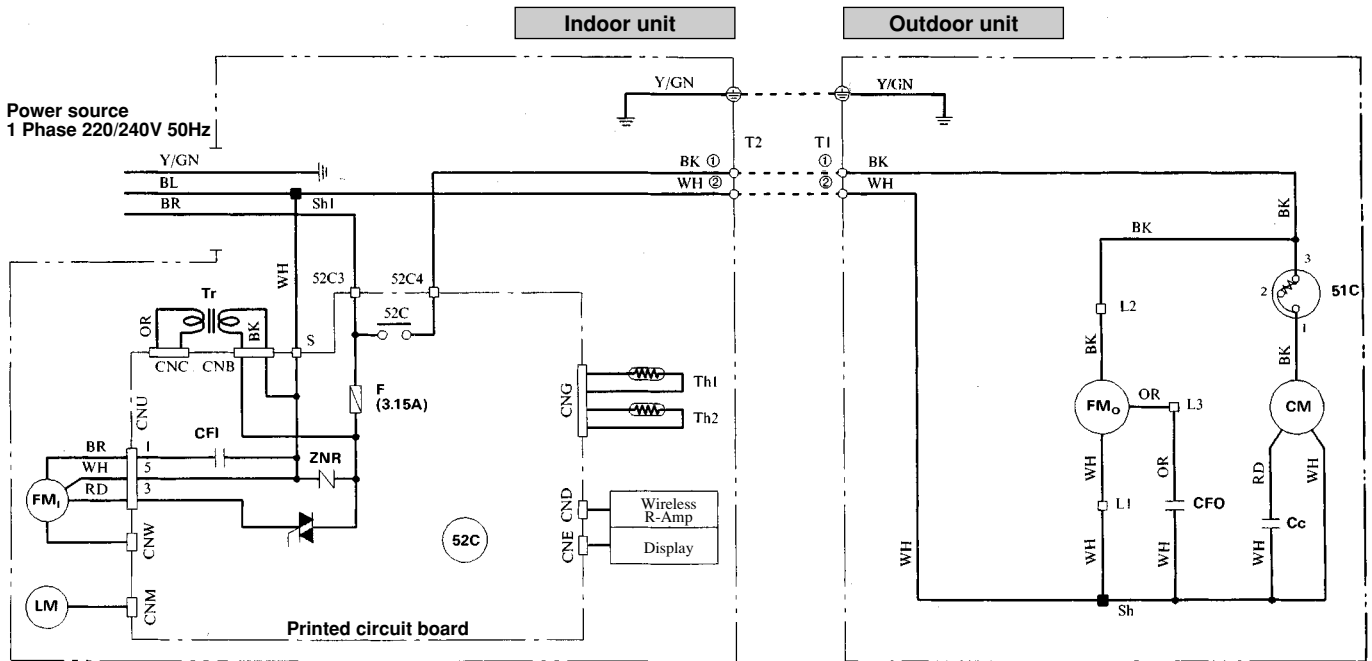 Indoor unit
Outdoor unit
Power source
1 Phase 220/240V 50Hz
Y/GN
Y/GN
T2
T1
Y/GN
BK ①
① BK
BL
WH ②
② WH
BR
Sh1
BK
BK
WH
52C3
52C4
3
51C
2
1
Tr
OR
BK
52C
S
L2
CNC
CNB
BK
BK
F
(3.15A)
CNG
Th1
Th2
CNU
FMO
OR
L3
CM
CFI
BR
1
WH
5
ZNR
RD
3
FMI
WH
OR
RD
WH
CND
Wireless
R-Amp
L1
CFO
Cc
CNW
52C
CNE
Display
WH
WH
WH
WH
LM
CNM
Sh
Printed circuit board